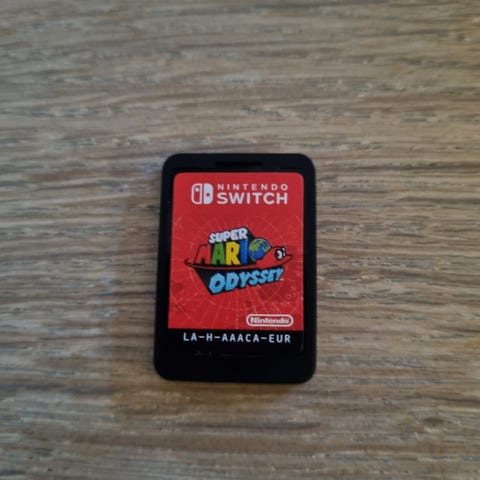 NINTENDO
SWITCH
SUPER
MARIO
ODYSSEY
Nintendo
LA-H-AAACA-EUR